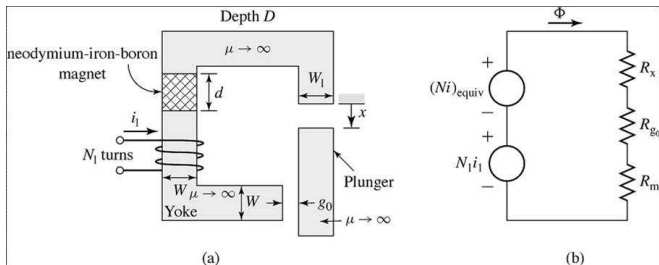 Depth D
neodymium-iron-boron
magnet
μ → ∞
W₁
d
x
i₁
N₁ turns
W
μ → ∞
W
g₀
Plunger
Yoke
μ → ∞
(a)
Φ
+
(Ni)equiv
−
+
N₁i₁
−
Rₓ
Rg₀
Rm
(b)